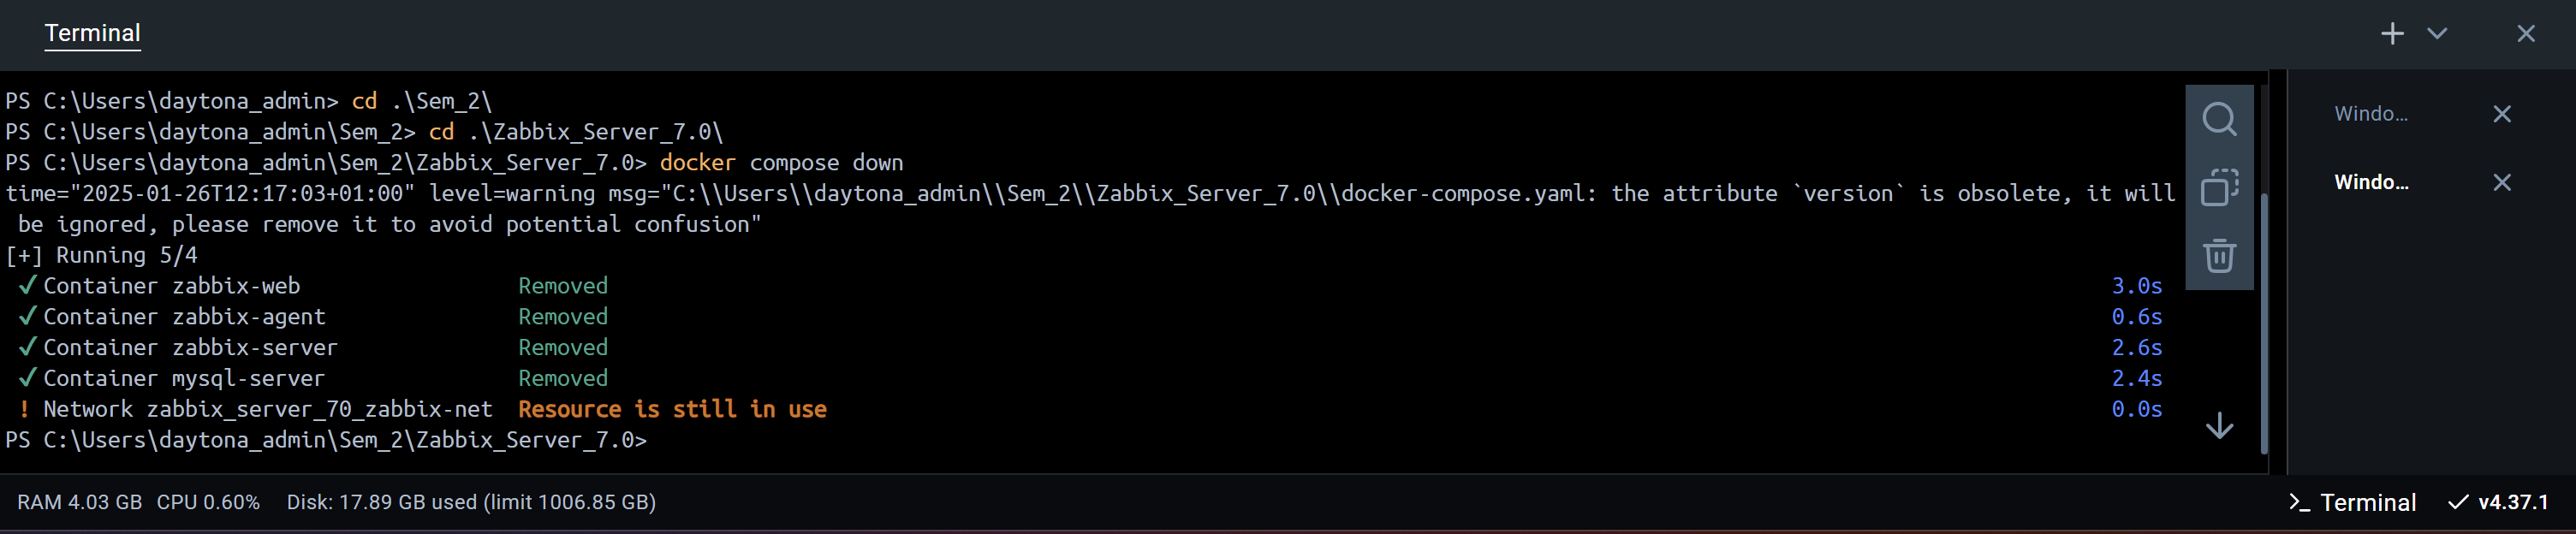 Terminal
PS C:\Users\daytona_admin> cd .\Sem_2\
PS C:\Users\daytona_admin\Sem_2> cd .\Zabbix_Server_7.0\
PS C:\Users\daytona_admin\Sem_2\Zabbix_Server_7.0> docker compose down
time="2025-01-26T12:17:03+01:00" level=warning msg="C:\\Users\\daytona_admin\\Sem_2\\Zabbix_Server_7.0\\docker-compose.yaml: the attribute `version` is obsolete, it will
be ignored, please remove it to avoid potential confusion"
[+] Running 5/4
✓ Container zabbix-web Removed 3.0s
✓ Container zabbix-agent Removed 0.6s
✓ Container zabbix-server Removed 2.6s
✓ Container mysql-server Removed 2.4s
! Network zabbix_server_70_zabbix-net Resource is still in use 0.0s
PS C:\Users\daytona_admin\Sem_2\Zabbix_Server_7.0>
Windo...
Windo...
RAM 4.03 GB CPU 0.60% Disk: 17.89 GB used (limit 1006.85 GB)
Terminal v4.37.1